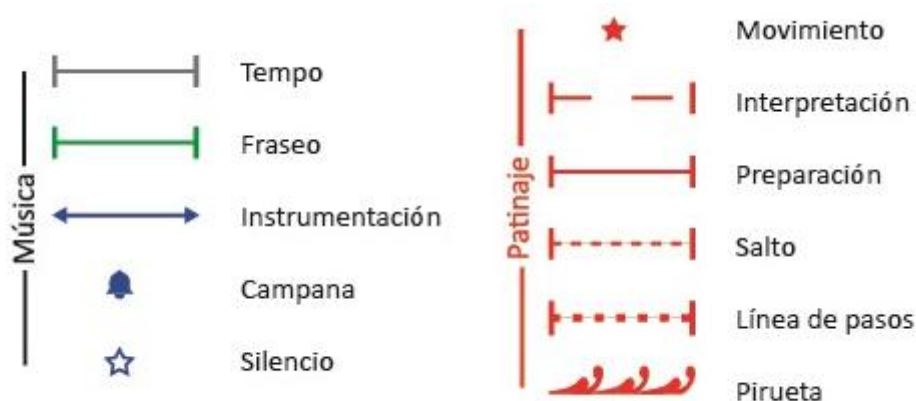 Música
Tempo
Fraseo
Instrumentación
Campana
Silencio
Patinaje
Movimiento
Interpretación
Preparación
Salto
Línea de pasos
Pirueta